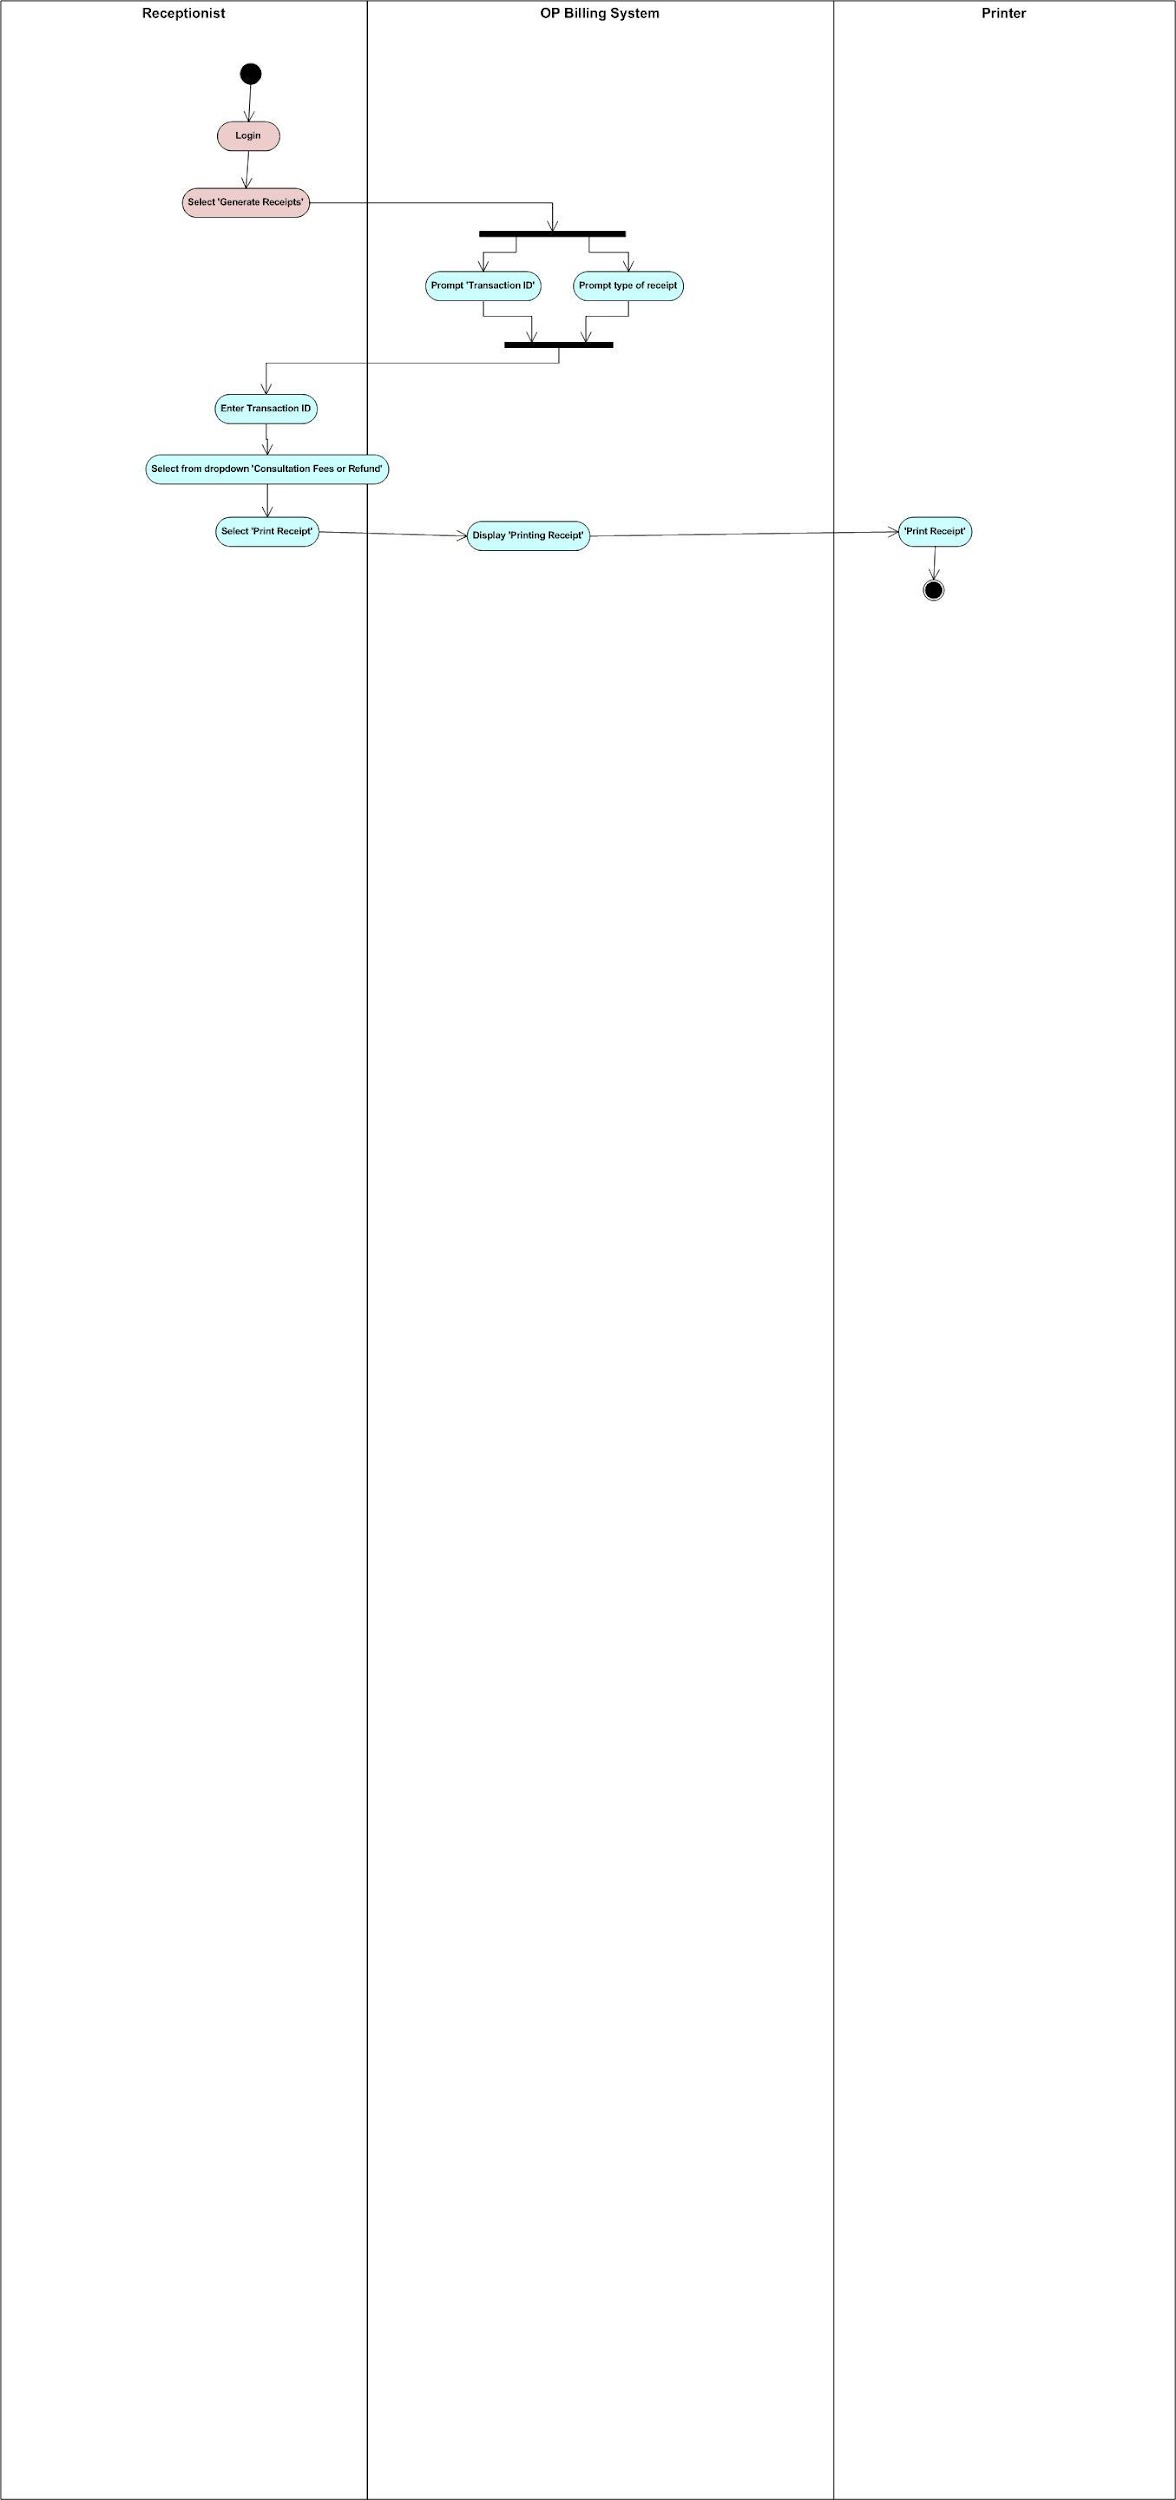 Receptionist
OP Billing System
Printer
Login
Select 'Generate Receipts'
Prompt 'Transaction ID'
Prompt type of receipt
Enter Transaction ID
Select from dropdown 'Consultation Fees or Refund'
Select 'Print Receipt'
Display 'Printing Receipt'
'Print Receipt'